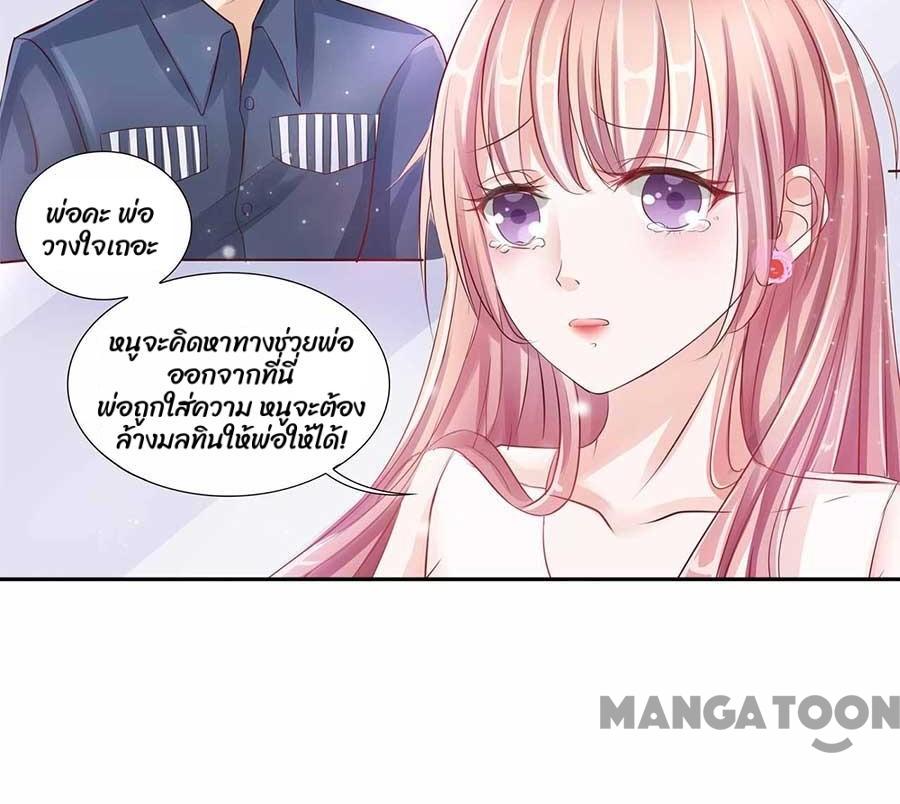 พ่อคะ พ่อ
วางใจเถอะ
หนูจะคิดหาทางช่วยพ่อ
ออกจากที่นี่
พ่อถูกใส่ความ หนูจะต้อง
ล้างมลทินให้พ่อให้ได้!
MANGATOON